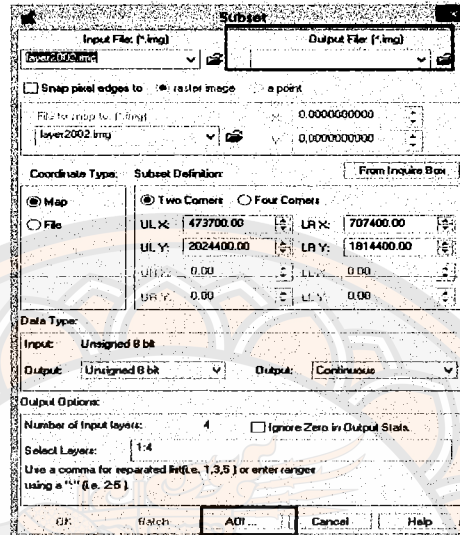 Subset
Input File: (*.img) Output File: (*.img)
layer2002.img
Snap pixel edges to raster image a point
File to snap to: (*.img) X: 0.0000000000
layer2002.img Y: 0.0000000000
Coordinate Type: Subset Definition: From Inquire Box
Map Two Corners Four Corners
File UL X: 473700.00 LR X: 707400.00
UL Y: 2024400.00 LR Y: 1814400.00
UR X: 0.00 LL X: 0.00
UR Y: 0.00 LL Y: 0.00
Data Type:
Input: Unsigned 8 bit
Output: Unsigned 8 bit Output: Continuous
Output Options:
Number of Input layers: 4 Ignore Zero in Output Stats.
Select Layers: 1:4
Use a comma for separated list(i.e. 1,3,5 ) or enter ranges
using a ":" (i.e. 2:5 ).
OK Batch AOI ... Cancel Help